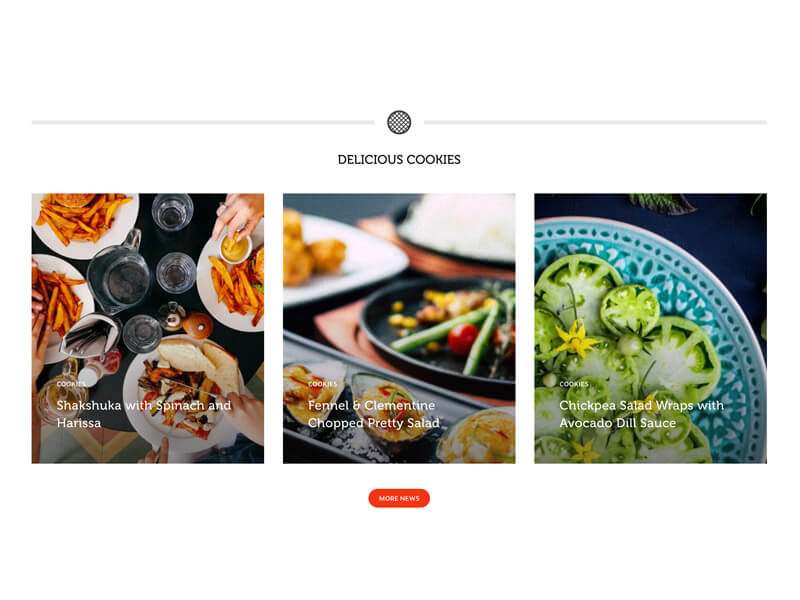 DELICIOUS COOKIES
COOKIES
Shakshuka with Spinach and
Harissa
COOKIES
Fennel & Clementine
Chopped Pretty Salad
COOKIES
Chickpea Salad Wraps with
Avocado Dill Sauce
MORE NEWS